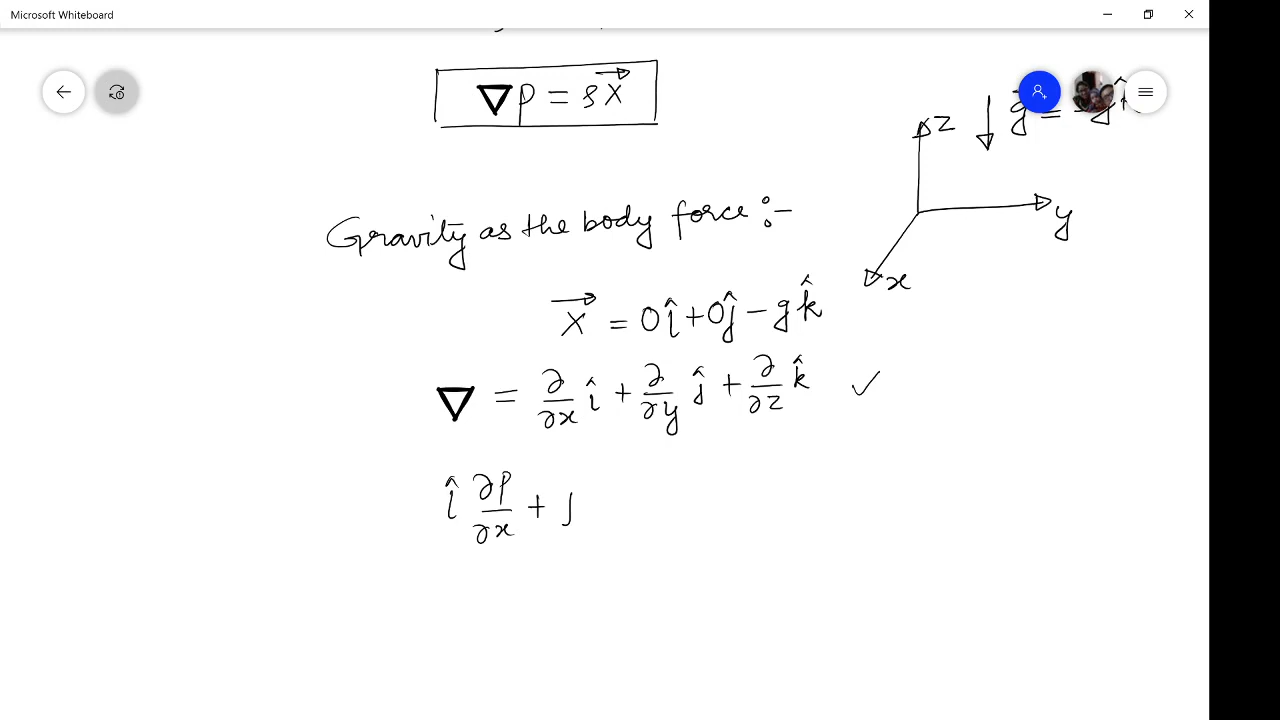 Microsoft Whiteboard
∇p = ρX⃗
z
g⃗ = -g
y
x
Gravity as the body force :-
X⃗ = 0î + 0ĵ - gk̂
∇ = ∂/∂x î + ∂/∂y ĵ + ∂/∂z k̂ ✓
î ∂p/∂x + J